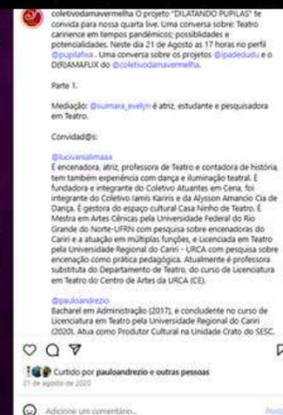 coletivodamavermelha O projeto "DILATANDO PUPILAS" te
convida para nossa quarta live. Uma conversa sobre: Teatro
caririense em tempos pandêmicos; possibilidades e
potencialidades. Neste dia 21 de Agosto as 17 horas no perfil
@pupilafixa . Uma conversa sobre os projetos @ipadedudu e o
D(R)AMAFLIX do @coletivodamavermelha.
Parte 1.
Mediação: @suimara_evelyn é atriz, estudante e pesquisadora
em Teatro.
Convidad@s:
@lucivanialimaaa
É encenadora, atriz, professora de Teatro e contadora de história,
tem também experiência com dança e iluminação teatral. É
fundadora e integrante do Coletivo Atuantes em Cena, foi
integrante do Coletivo Iamís Kariris e da Alysson Amancio Cia de
Dança. É gestora do espaço cultural Casa Ninho de Teatro. É
Mestra em Artes Cênicas pela Universidade Federal do Rio
Grande do Norte-UFRN com pesquisa sobre encenadoras do
Cariri e a atuação em múltiplas funções, e Licenciada em Teatro
pela Universidade Regional do Cariri - URCA com pesquisa sobre
encenação como prática pedagógica. Atualmente é professora
substituta do Departamento de Teatro, do curso de Licenciatura
em Teatro do Centro de Artes da URCA (CE).
@pauloandrezio
Bacharel em Administração (2017), e concludente no curso de
Licenciatura em Teatro pela Universidade Regional do Cariri
(2020). Atua como Produtor Cultural na Unidade Crato do SESC,
Curtido por pauloandrezio e outras pessoas
21 de agosto de 2020
Adicione um comentário...